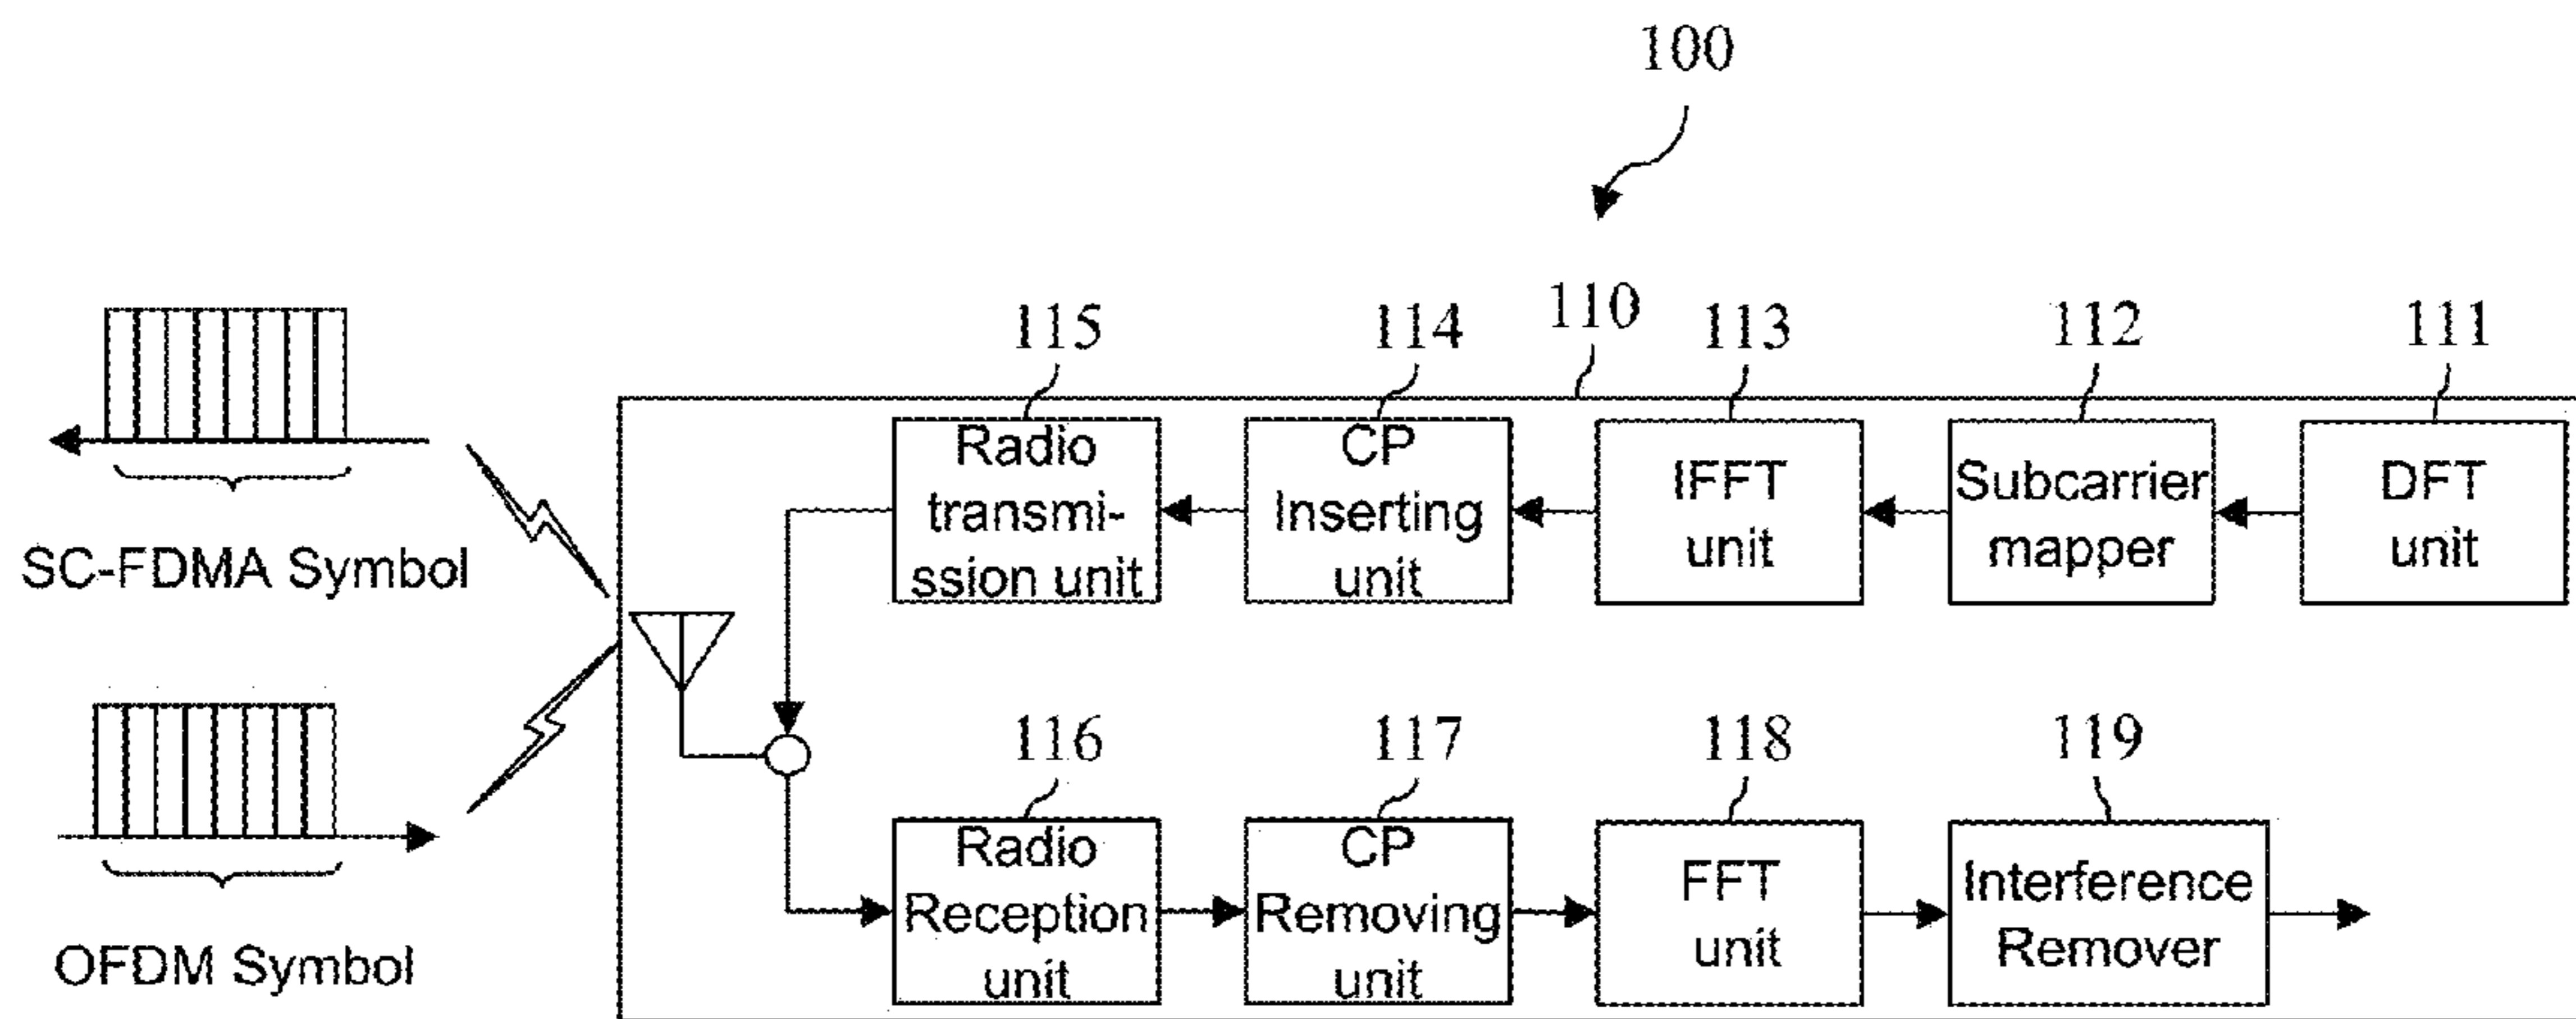 100
110
115
114
113
112
111
Radio
transmi-
ssion unit
CP
Inserting
unit
IFFT
unit
Subcarrier
mapper
DFT
unit
SC-FDMA Symbol
116
117
118
119
Radio
Reception
unit
CP
Removing
unit
FFT
unit
Interference
Remover
OFDM Symbol